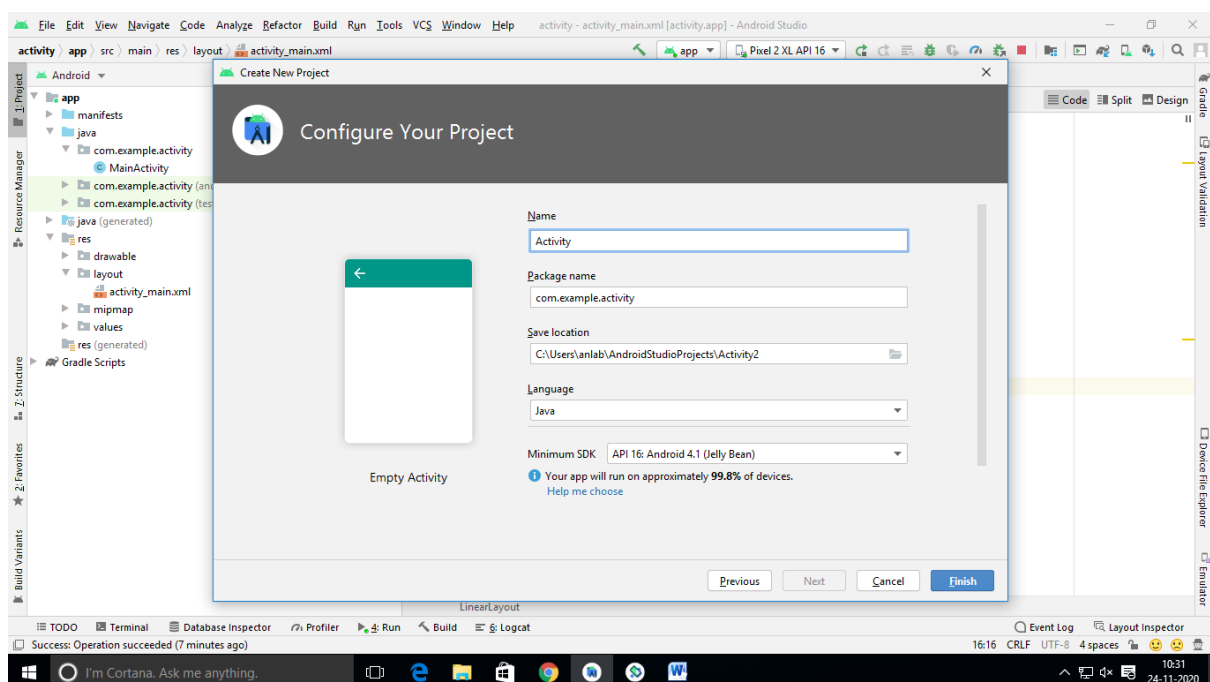 File Edit View Navigate Code Analyze Refactor Build Run Tools VCS Window Help activity - activity_main.xml [activity.app] - Android Studio
activity app src main res layout activity_main.xml app Pixel 2 XL API 16
Android
Create New Project
Code Split Design
1: Project
Resource Manager
7: Structure
2: Favorites
Build Variants
app
manifests
java
com.example.activity
MainActivity
com.example.activity
com.example.activity
java (generated)
res
drawable
layout
activity_main.xml
mipmap
values
res (generated)
Gradle Scripts
Configure Your Project
Name
Activity
Package name
com.example.activity
Save location
C:\Users\anlab\AndroidStudioProjects\Activity2
Language
Java
Minimum SDK API 16: Android 4.1 (Jelly Bean)
Your app will run on approximately 99.8% of devices.
Help me choose
Empty Activity
Previous Next Cancel Finish
Gradle
Layout Validation
Device File Explorer
Emulator
LinearLayout
TODO Terminal Database Inspector Profiler 4: Run Build 6: Logcat Event Log Layout Inspector
Success: Operation succeeded (7 minutes ago) 16:16 CRLF UTF-8 4 spaces
I'm Cortana. Ask me anything.
10:31
24-11-2020